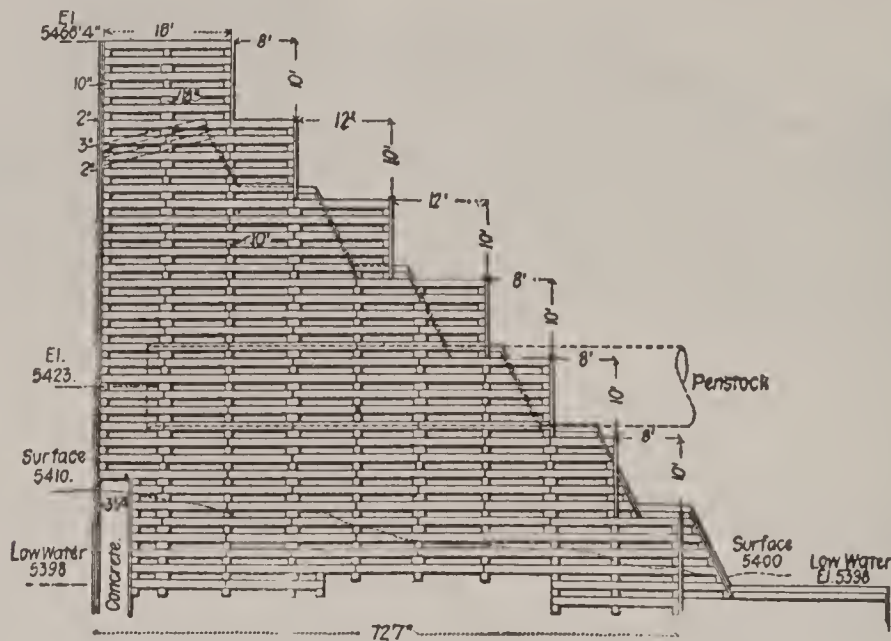 El.
5466'4"
16'
8'
10'
10"
18"
2"
12'
3"
2"
10'
12'
10'
10'
8'
10'
El.
5423.
8'
Penstock
10'
8'
Surface
5410.
10'
Low Water
5398
Concrete.
Surface
5400
Low Water
El. 5398
72'7"